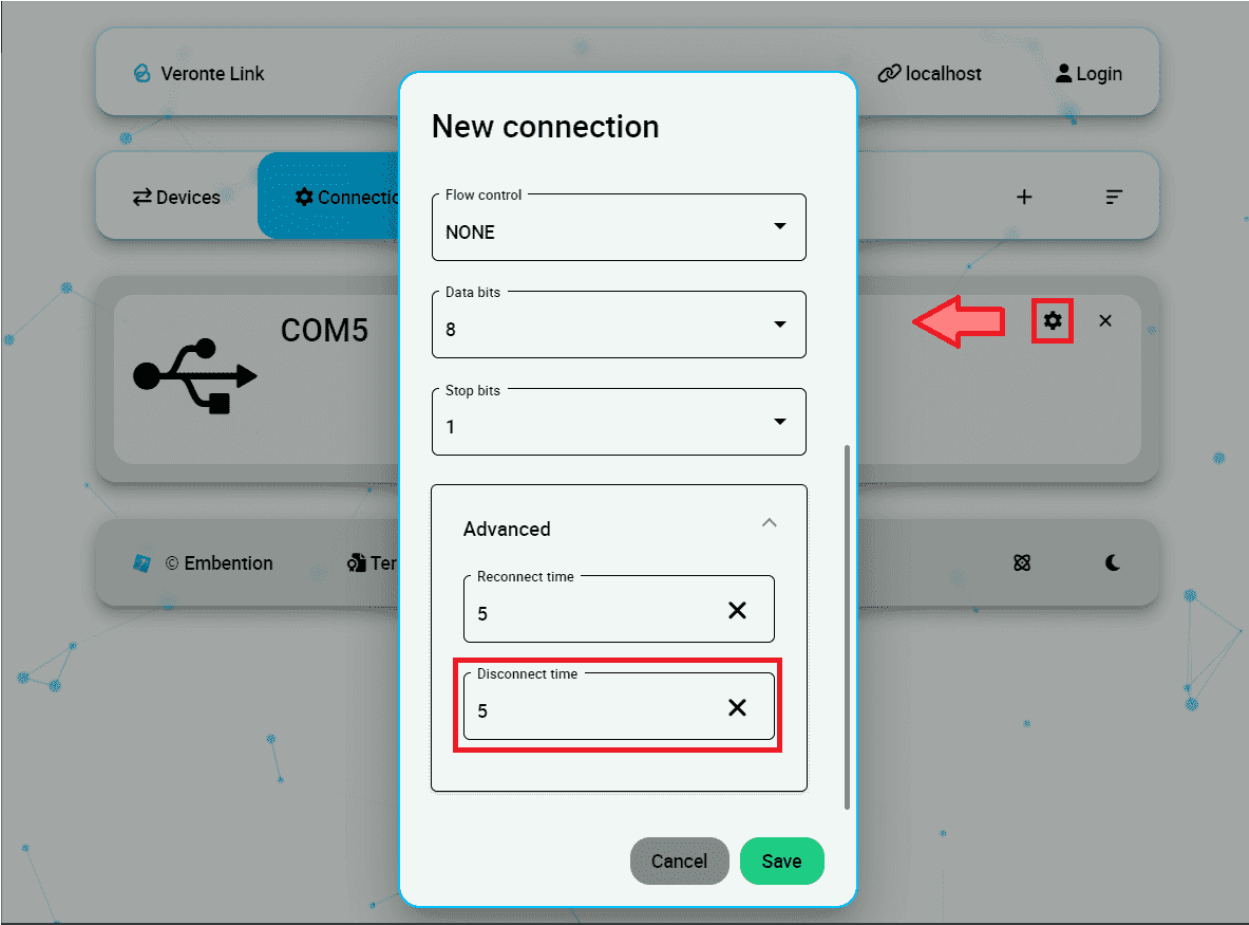 Veronte Link
localhost
Login
New connection
Devices
Connectio
Flow control
NONE
Data bits
8
COM5
Stop bits
1
Advanced
Reconnect time
5
© Embention
Ter
Disconnect time
5
Cancel
Save